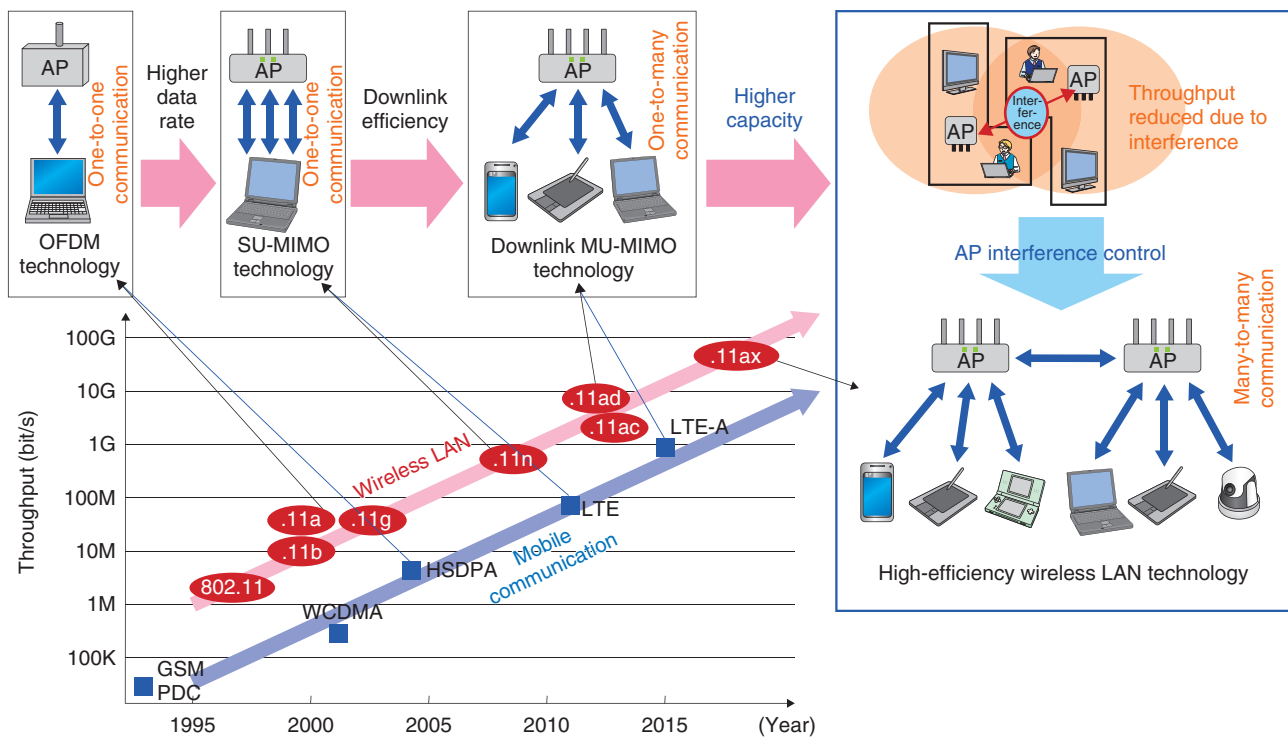 AP
One-to-one
communication
OFDM
technology
Higher
data
rate
AP
One-to-one
communication
SU-MIMO
technology
Downlink
efficiency
AP
One-to-many
communication
Downlink MU-MIMO
technology
Higher
capacity
AP
Inter-
fer-
ence
AP
Throughput
reduced due to
interference
AP interference control
Many-to-many
communication
AP
AP
High-efficiency wireless LAN technology
Throughput (bit/s)
100G
10G
1G
100M
10M
1M
100K
.11ax
.11ad
.11ac
LTE-A
.11n
Wireless LAN
LTE
.11a
.11g
.11b
Mobile
communication
HSDPA
802.11
WCDMA
GSM
PDC
1995
2000
2005
2010
2015
(Year)